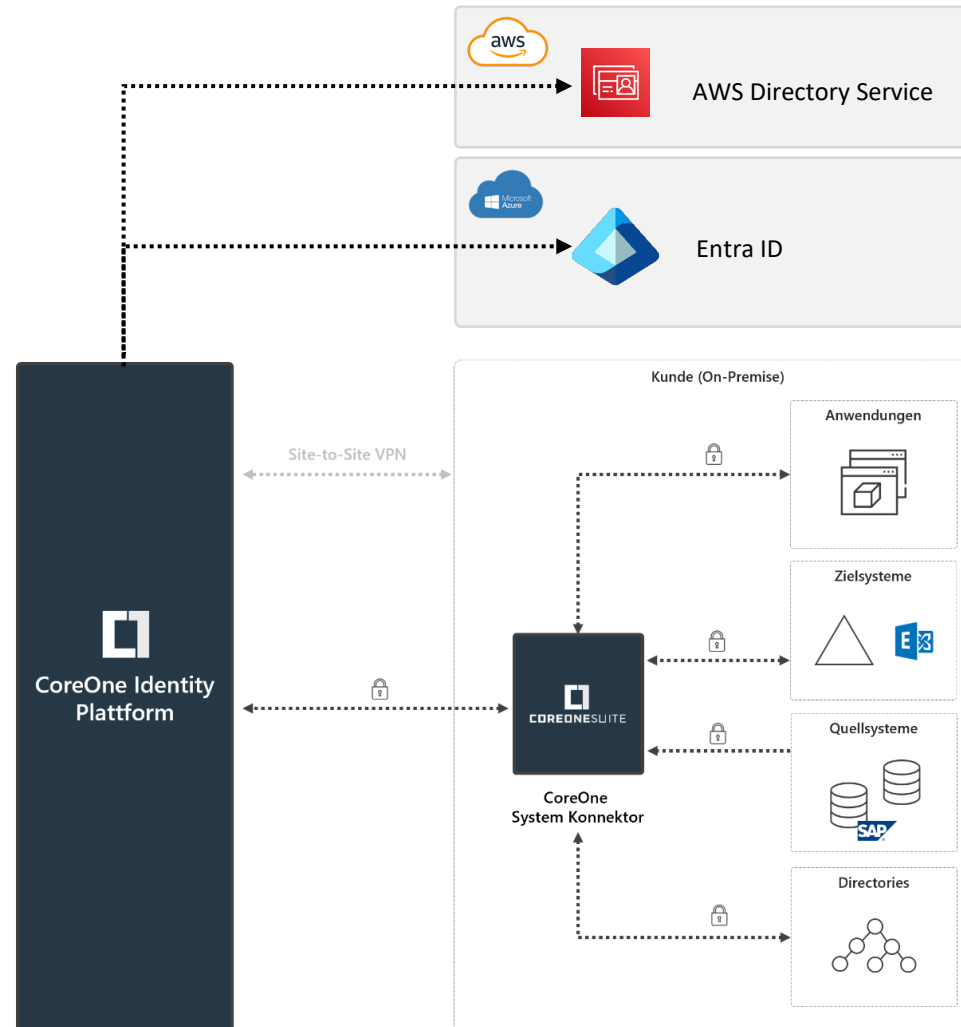 aws
AWS Directory Service
Microsoft
Azure
Entra ID
Kunde (On-Premise)
Anwendungen
Site-to-Site VPN
Zielsysteme
E
CoreOne Identity
Plattform
COREONESUITE
Quellsysteme
SAP
CoreOne
System Konnektor
Directories